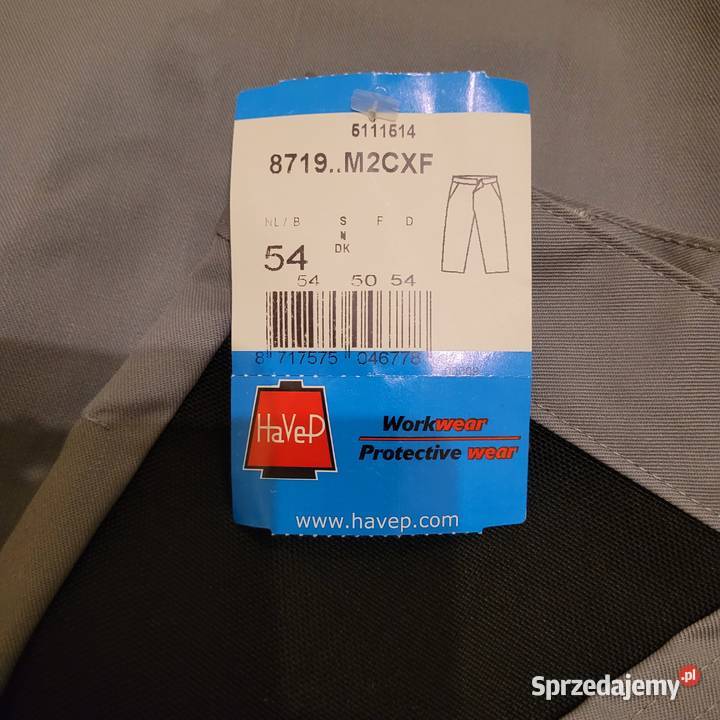 5111514
8719..M2CXF
NL / B S F D
N
DK
54
54 50 54
8 717575 046778
HaVeP
Workwear
Protective wear
www.havep.com
Sprzedajemy.pl